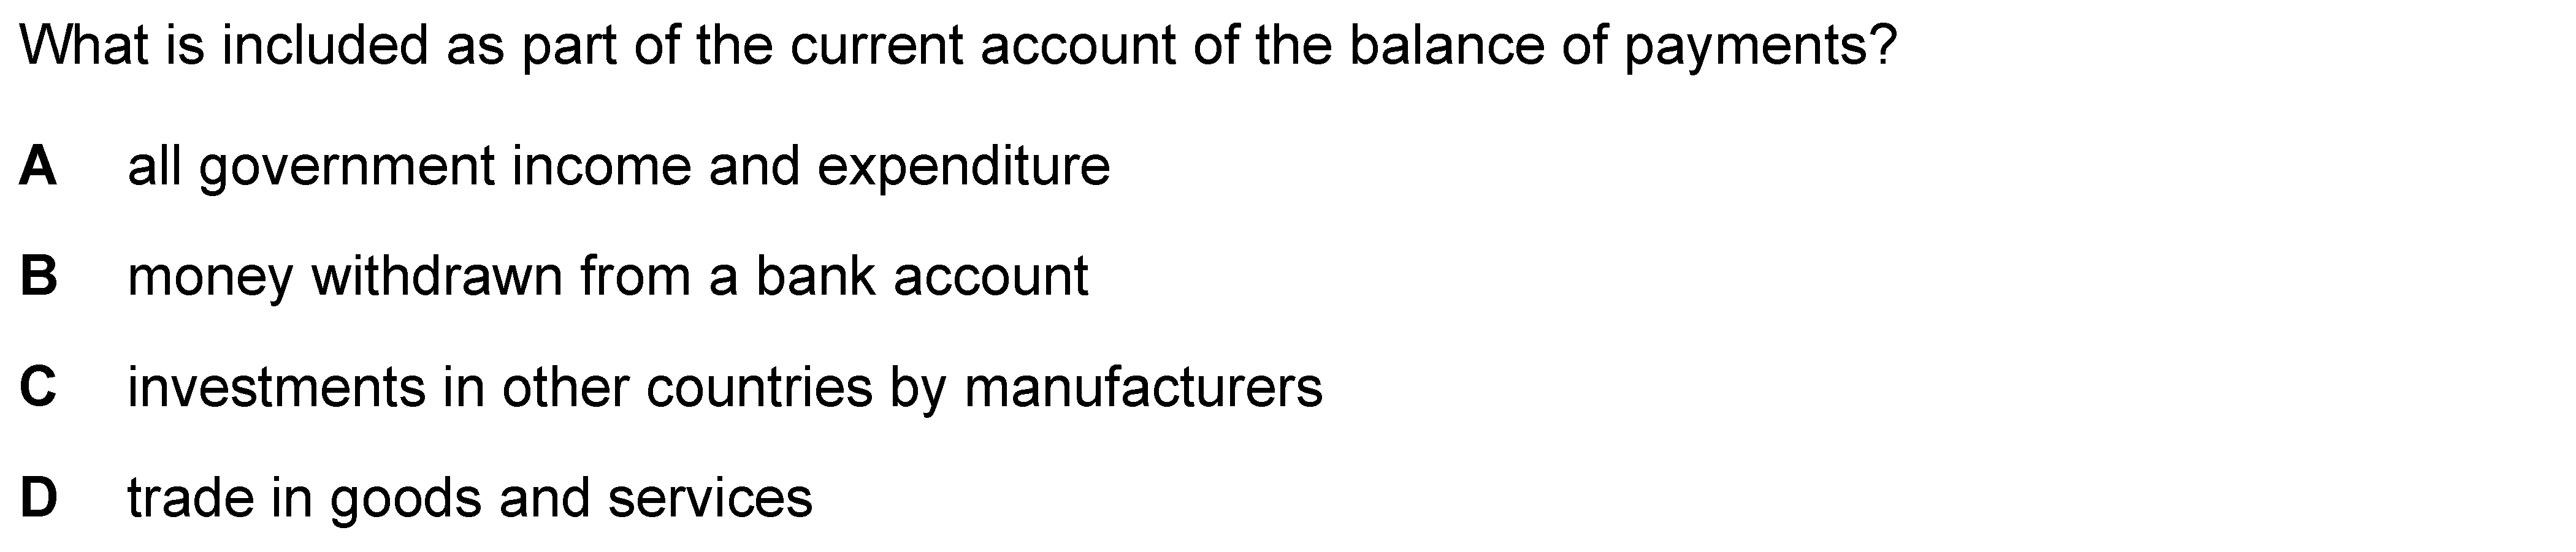 What is included as part of the current account of the balance of payments?
A all government income and expenditure
B money withdrawn from a bank account
C investments in other countries by manufacturers
D trade in goods and services